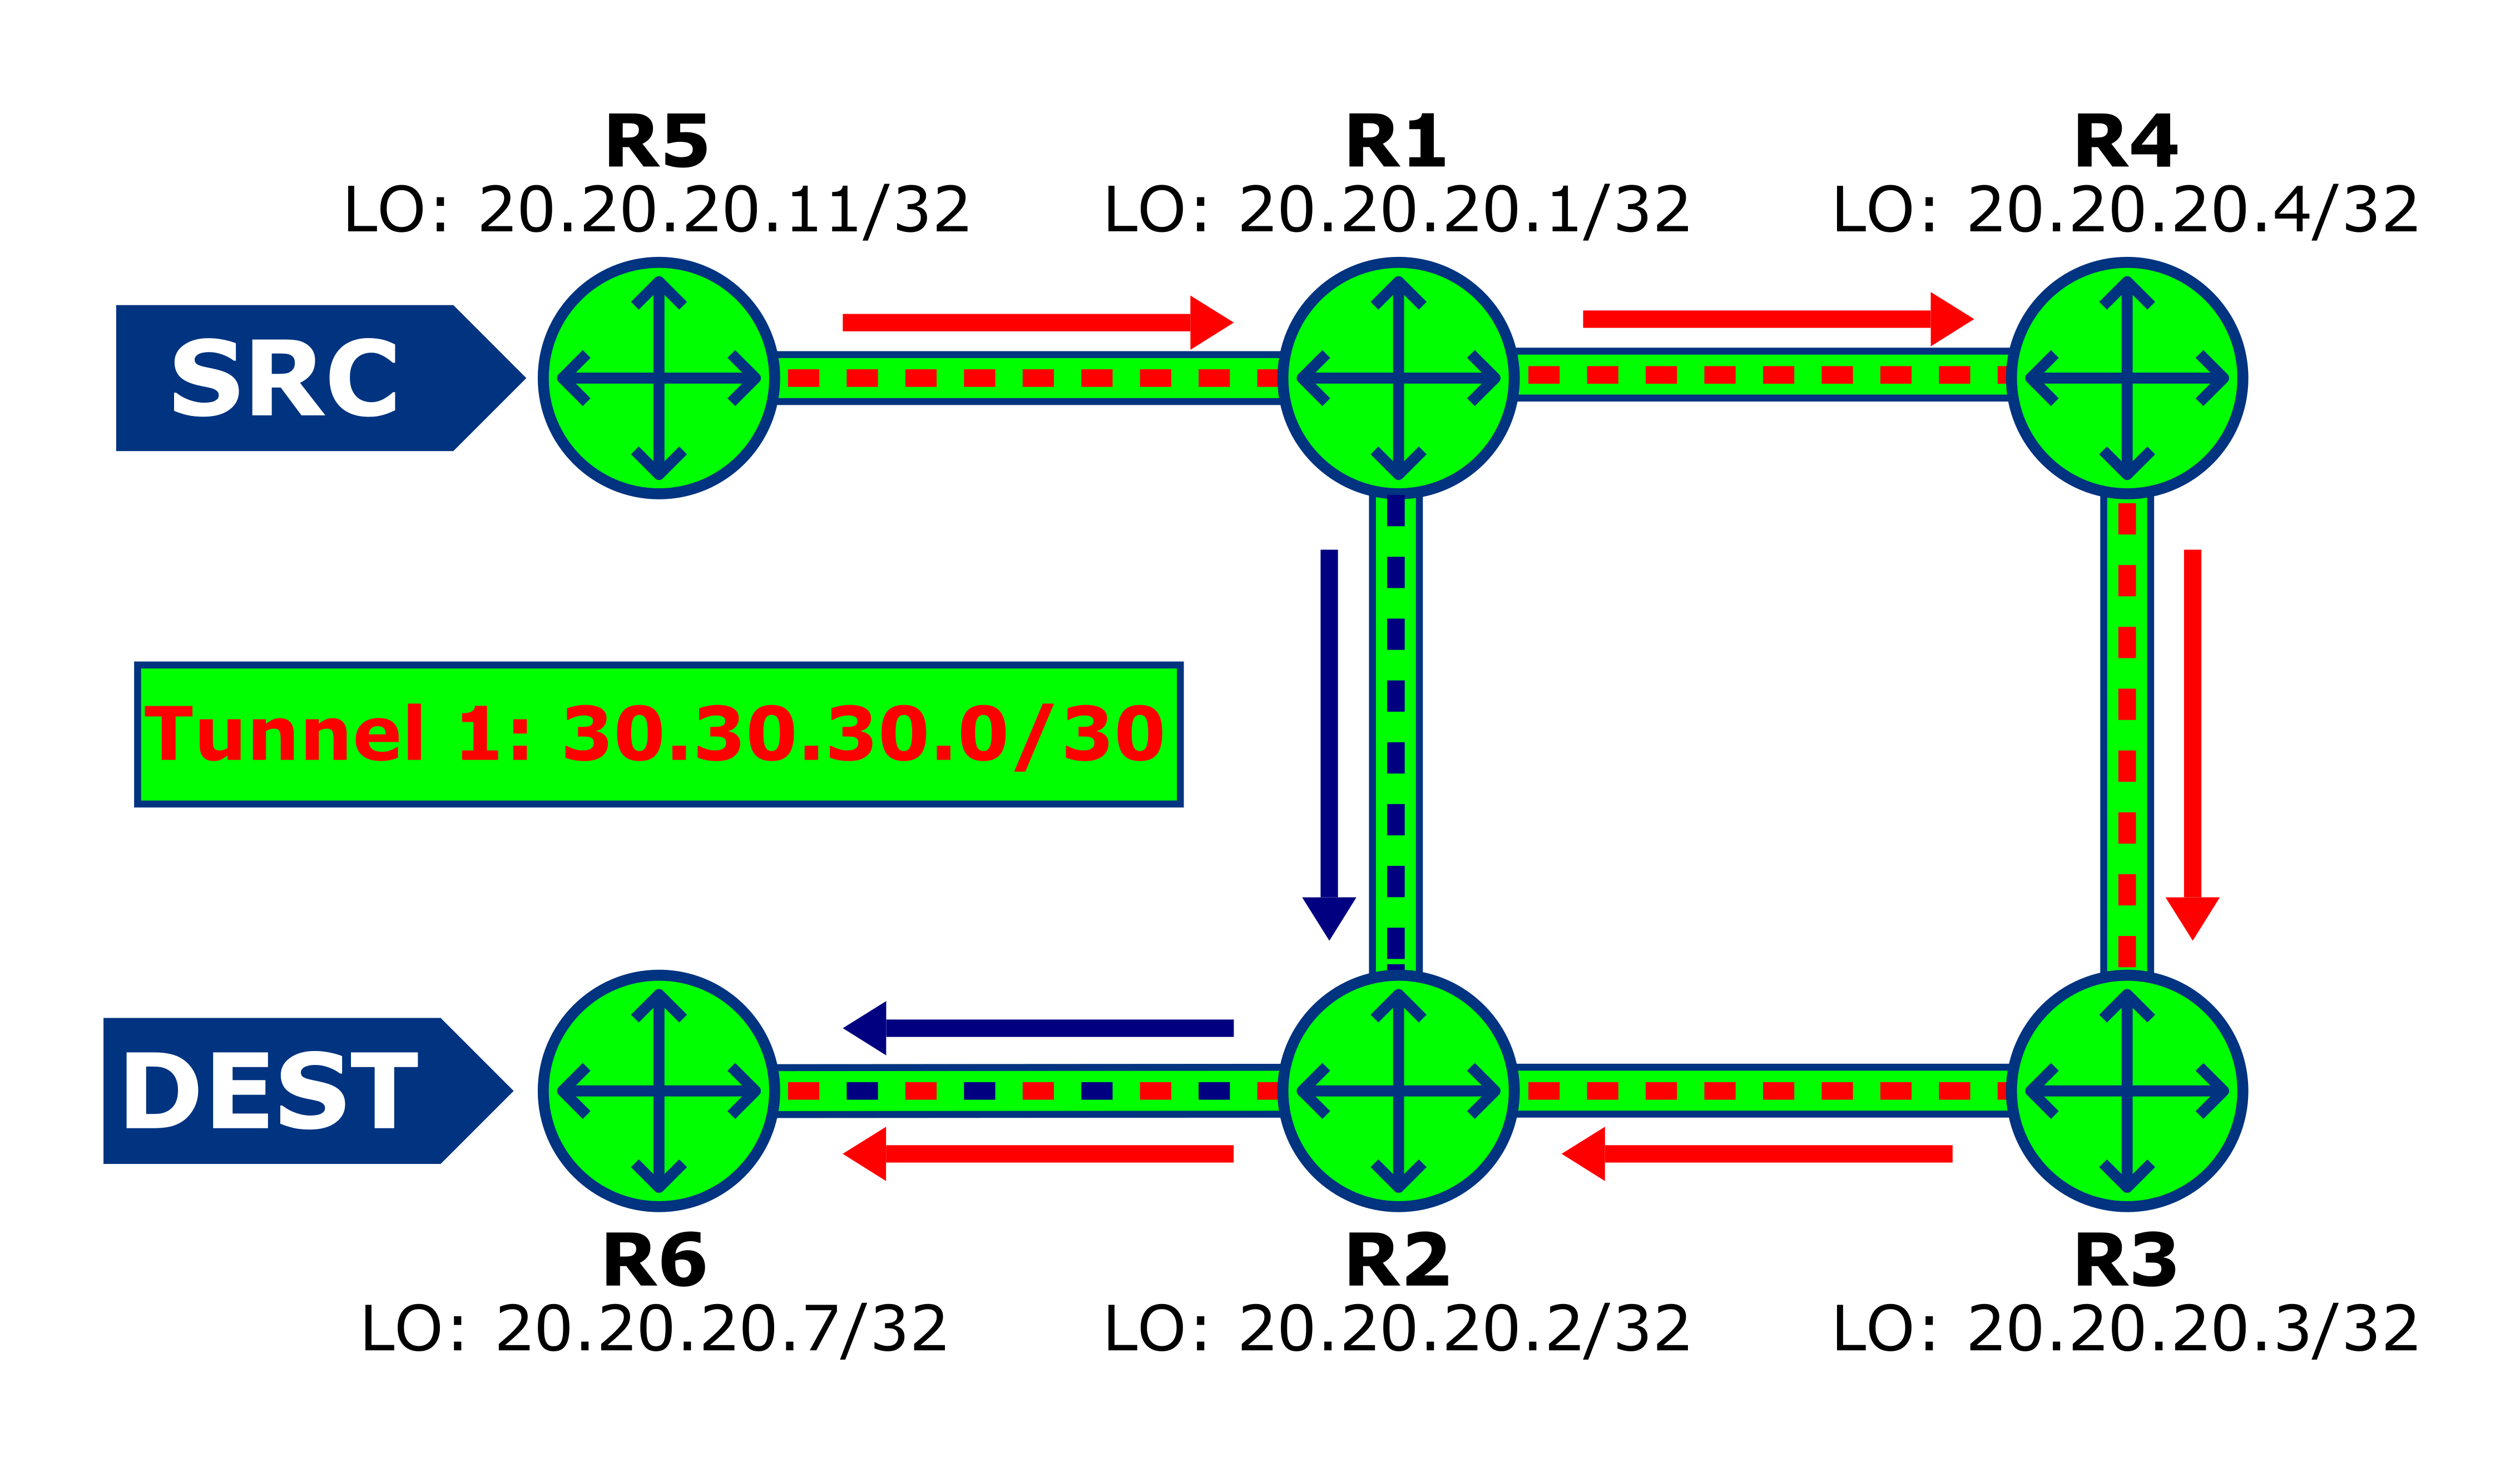 R5
LO: 20.20.20.11/32
R1
LO: 20.20.20.1/32
R4
LO: 20.20.20.4/32
SRC
Tunnel 1: 30.30.30.0/30
DEST
R6
LO: 20.20.20.7/32
R2
LO: 20.20.20.2/32
R3
LO: 20.20.20.3/32